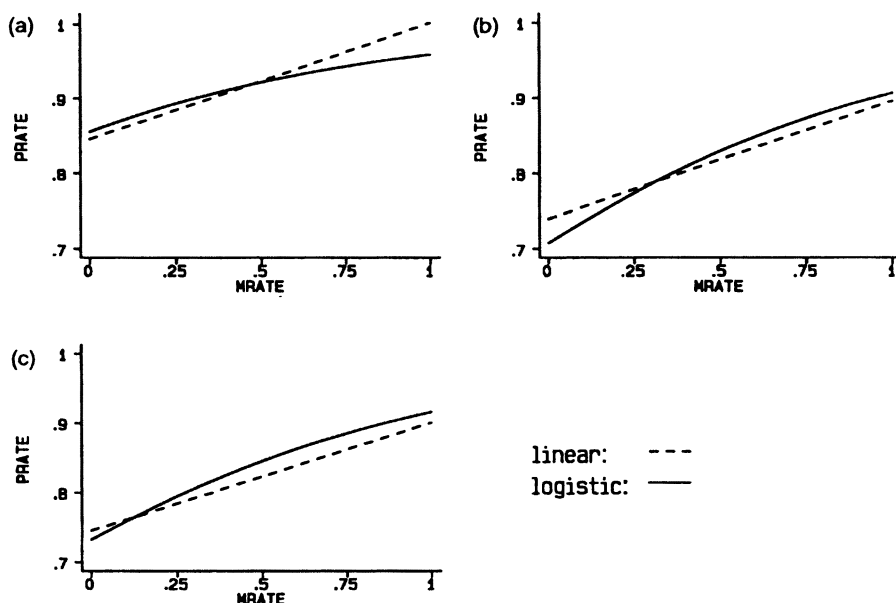 (a)
1
.9
.8
.7
PRATE
0 .25 .5 .75 1
MRATE
(b)
1
.9
.8
.7
PRATE
0 .25 .5 .75 1
MRATE
(c)
1
.9
.8
.7
PRATE
0 .25 .5 .75 1
MRATE
linear:
logistic: